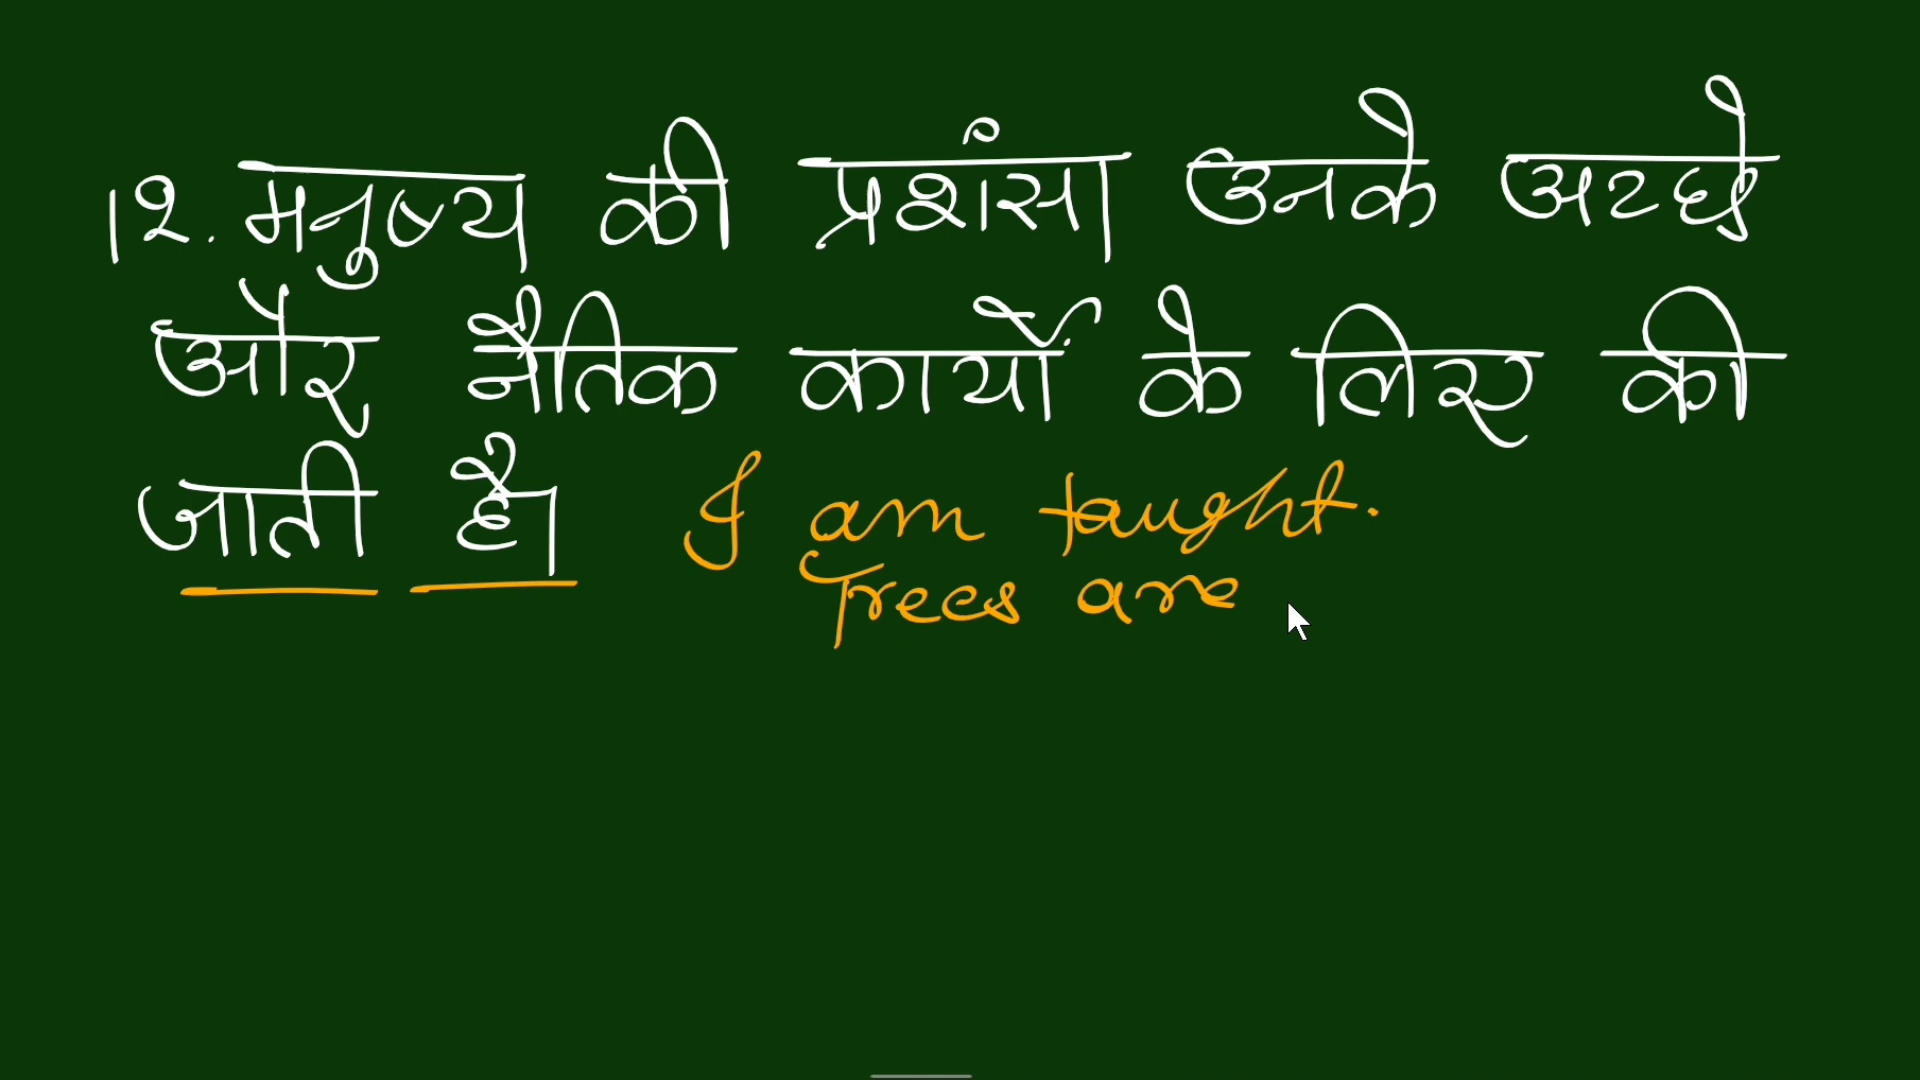 12. मनुष्य की प्रशंसा उनके अच्छे
और नैतिक कार्यों के लिए की
जाती है। I am taught.
Trees are